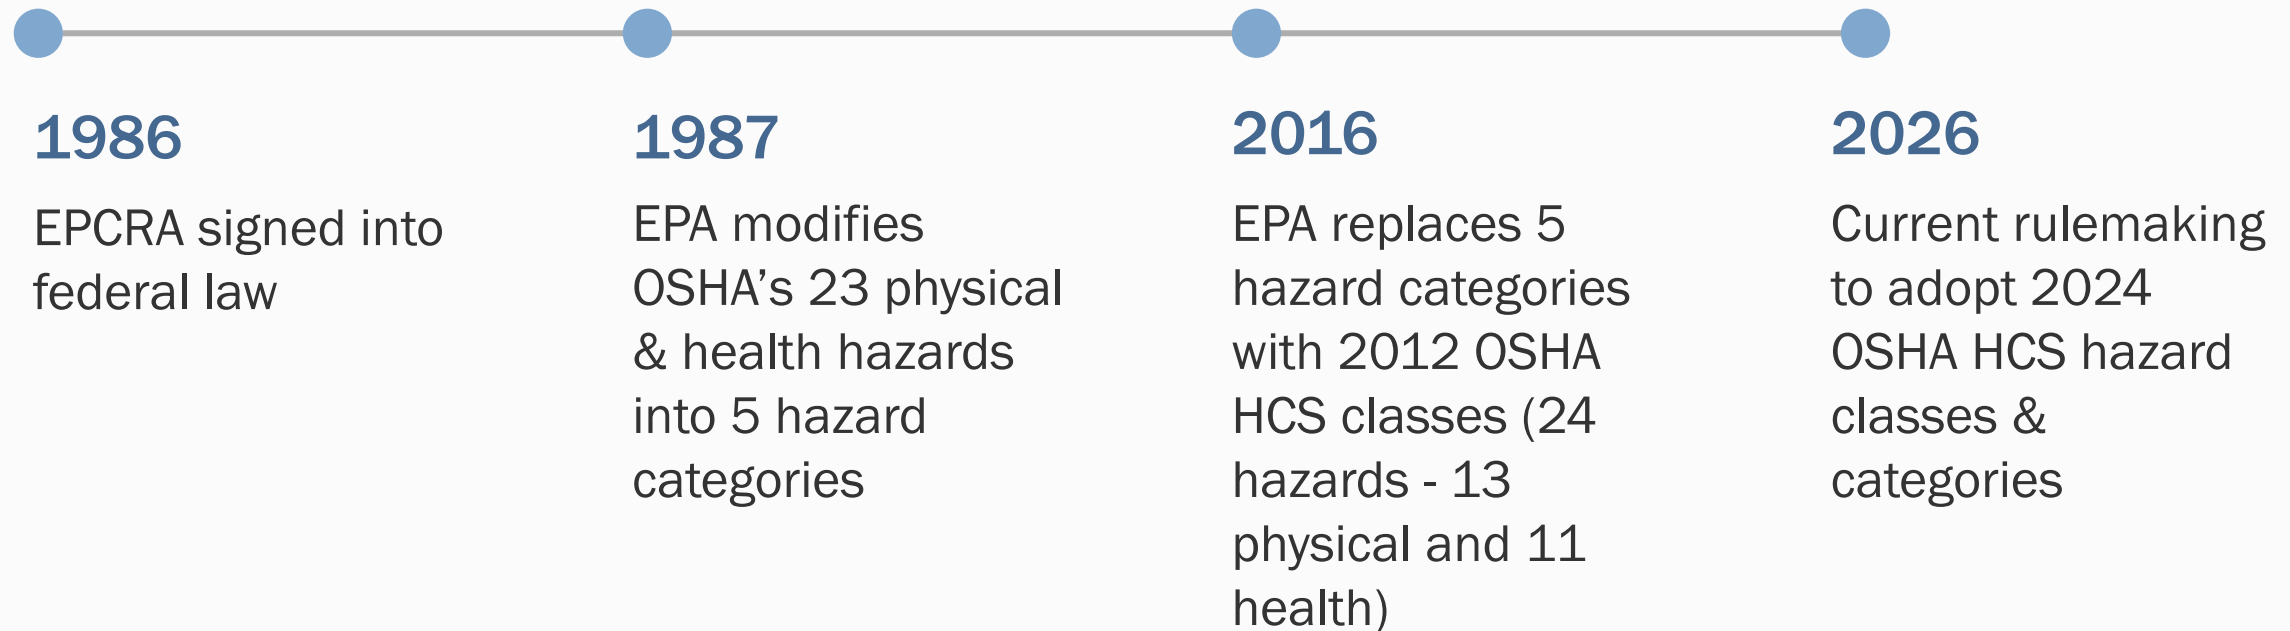 1986
EPCRA signed into
federal law
1987
EPA modifies
OSHA’s 23 physical
& health hazards
into 5 hazard
categories
2016
EPA replaces 5
hazard categories
with 2012 OSHA
HCS classes (24
hazards - 13
physical and 11
health)
2026
Current rulemaking
to adopt 2024
OSHA HCS hazard
classes &
categories